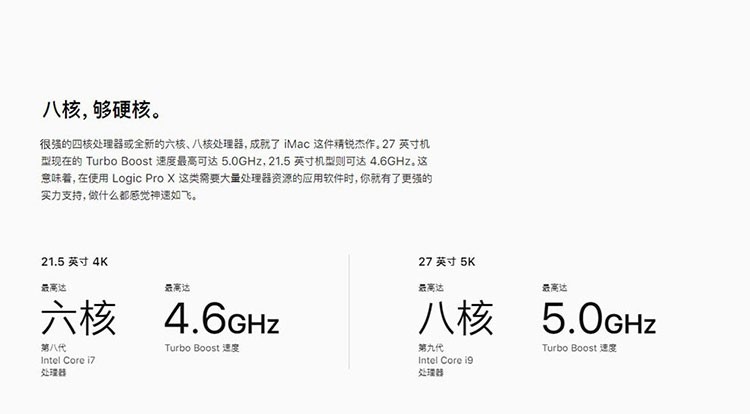 八核，够硬核。
很强的四核处理器或全新的六核、八核处理器，成就了 iMac 这件精锐杰作。27 英寸机
型现在的 Turbo Boost 速度最高可达 5.0GHz，21.5 英寸机型则可达 4.6GHz。这
意味着，在使用 Logic Pro X 这类需要大量处理器资源的应用软件时，你就有了更强的
实力支持，做什么都感觉神速如飞。
21.5 英寸 4K
最高达
六核
第八代
Intel Core i7
处理器
最高达
4.6GHz
Turbo Boost 速度
27 英寸 5K
最高达
八核
第九代
Intel Core i9
处理器
最高达
5.0GHz
Turbo Boost 速度